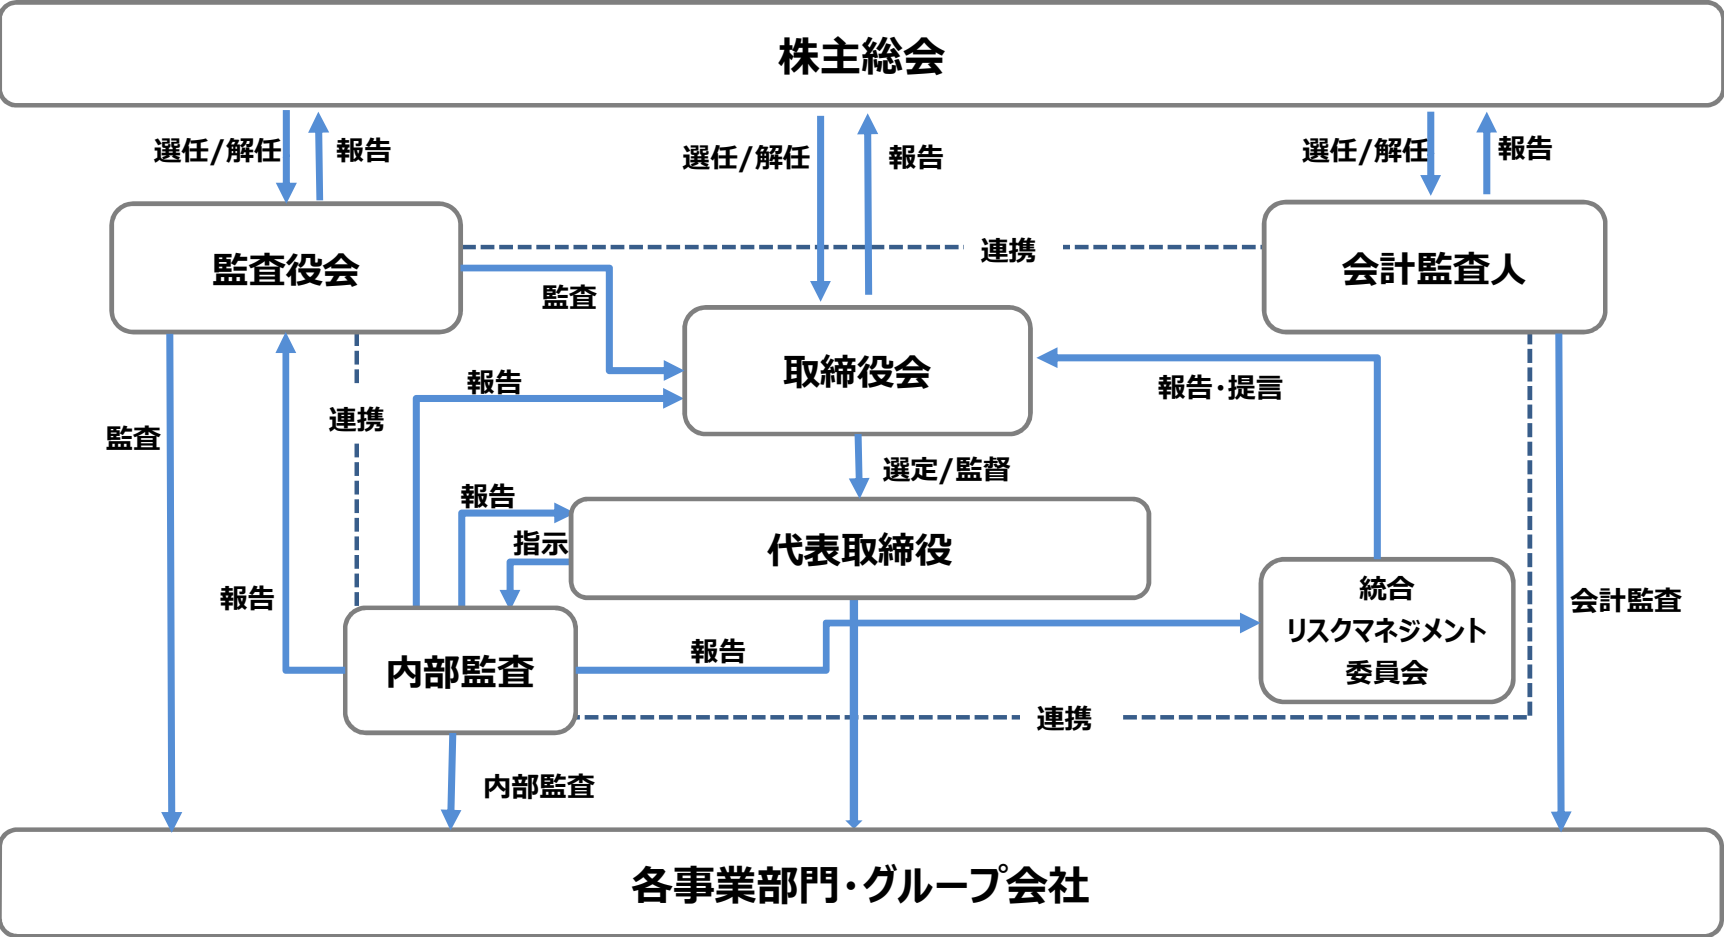 株主総会
選任/解任
報告
選任/解任
報告
選任/解任
報告
監査役会
連携
会計監査人
監査
取締役会
報告
報告・提言
連携
監査
選定/監督
報告
指示
代表取締役
報告
統合
リスクマネジメント
委員会
会計監査
内部監査
報告
連携
内部監査
各事業部門・グループ会社